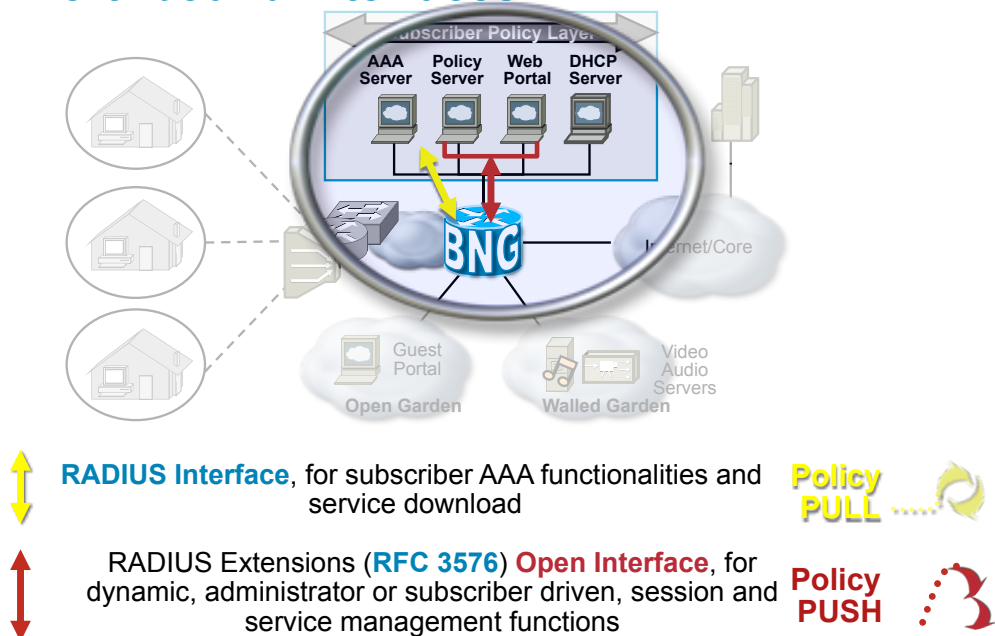 Subscriber Policy Layer
AAA Server
Policy Server
Web Portal
DHCP Server
BNG
Internet/Core
Guest Portal
Open Garden
Video Audio Servers
Walled Garden
RADIUS Interface, for subscriber AAA functionalities and
service download
Policy
PULL
RADIUS Extensions (RFC 3576) Open Interface, for
dynamic, administrator or subscriber driven, session and
service management functions
Policy
PUSH